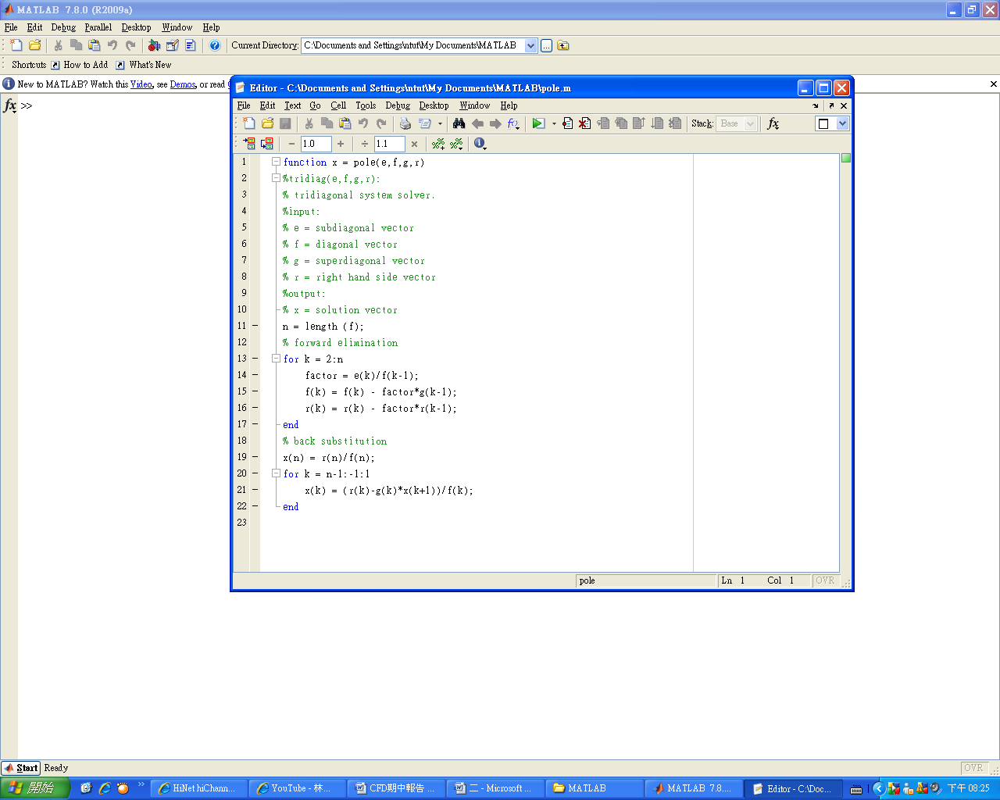 MATLAB 7.8.0 (R2009a)
File Edit Debug Parallel Desktop Window Help
Current Directory: C:\Documents and Settings\ntut\My Documents\MATLAB
Shortcuts How to Add What's New
New to MATLAB? Watch this Video, see Demos, or read
fx >>
Editor - C:\Documents and Settings\ntut\My Documents\MATLAB\pole.m
File Edit Text Go Cell Tools Debug Desktop Window Help
Stack: Base fx
− 1.0 + ÷ 1.1 ×
1 function x = pole(e,f,g,r)
2 %tridiag(e,f,g,r):
3 % tridiagonal system solver.
4 %input:
5 % e = subdiagonal vector
6 % f = diagonal vector
7 % g = superdiagonal vector
8 % r = right hand side vector
9 %output:
10 % x = solution vector
11 – n = length (f);
12 % forward elimination
13 – for k = 2:n
14 – factor = e(k)/f(k-1);
15 – f(k) = f(k) - factor*g(k-1);
16 – r(k) = r(k) - factor*r(k-1);
17 – end
18 % back substitution
19 – x(n) = r(n)/f(n);
20 – for k = n-1:-1:1
21 – x(k) = (r(k)-g(k)*x(k+1))/f(k);
22 – end
23
pole Ln 1 Col 1 OVR
Start Ready OVR
開始 HiNet hiChann... YouTube - 林... CFD期中報告 ... 二 - Microsoft ... MATLAB MATLAB 7.8.... Editor - C:\Doc... 下午 08:25